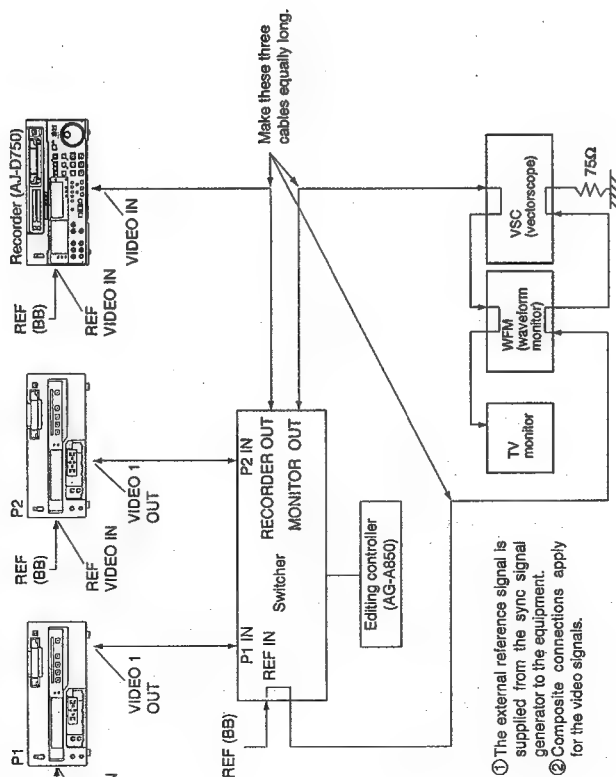 P1
P2
Recorder (AJ-D750)
REF
(BB)
REF
VIDEO IN
REF
(BB)
REF
VIDEO IN
VIDEO 1
OUT
VIDEO 1
OUT
VIDEO IN
Make these three
cables equally long.
REF (BB)
P1 IN
REF IN
Switcher
P2 IN
RECORDER OUT
MONITOR OUT
Editing controller
(AG-A850)
TV
monitor
WFM
(waveform
monitor)
VSC
(vectorscope)
75Ω
① The external reference signal is
supplied from the sync signal
generator to the equipment.
② Composite connections apply
for the video signals.